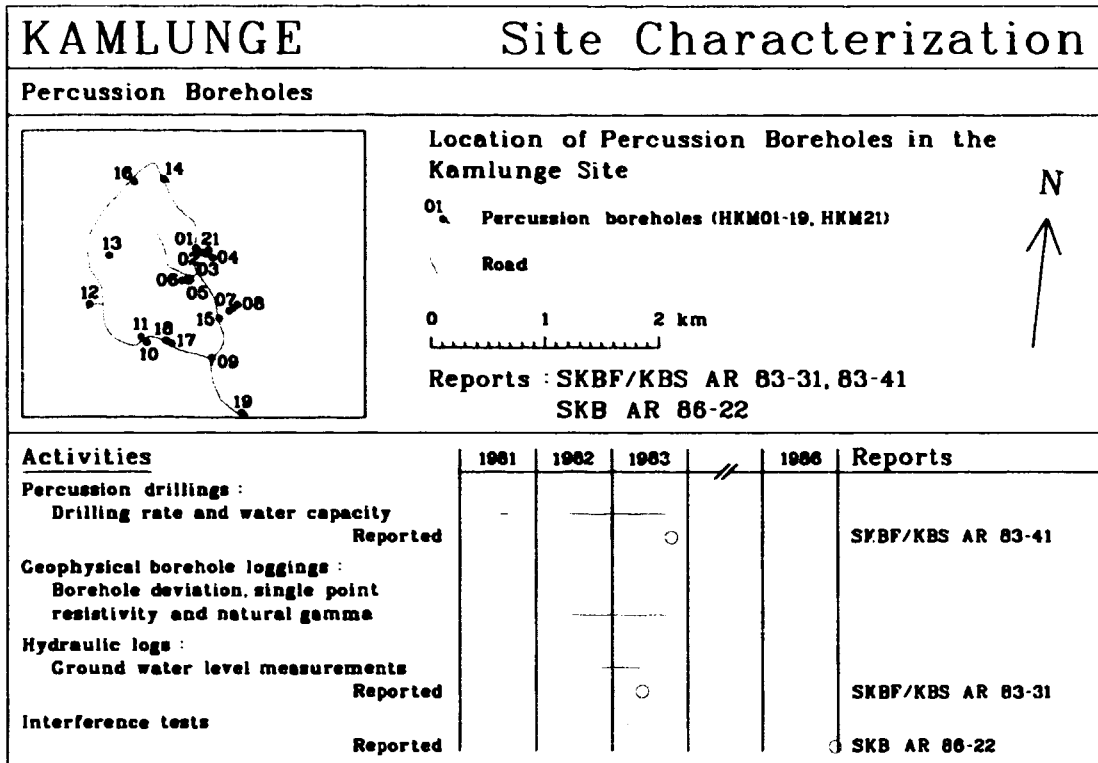 KAMLUNGE Site Characterization
Percussion Boreholes
Location of Percussion Boreholes in the
Kamlunge Site
01 Percussion boreholes (HKM01-19, HKM21)
Road
0 1 2 km
Reports : SKBF/KBS AR 83-31, 83-41
SKB AR 86-22
N
16 14
01 21
13
02 04
03
06 05
12 07 08
15
11 18
10 17
09
19
Activities 1981 1982 1983 1986 Reports
Percussion drillings :
Drilling rate and water capacity
Reported SKBF/KBS AR 83-41
Geophysical borehole loggings :
Borehole deviation, single point
resistivity and natural gamma
Hydraulic logs :
Ground water level measurements
Reported SKBF/KBS AR 83-31
Interference tests
Reported SKB AR 86-22